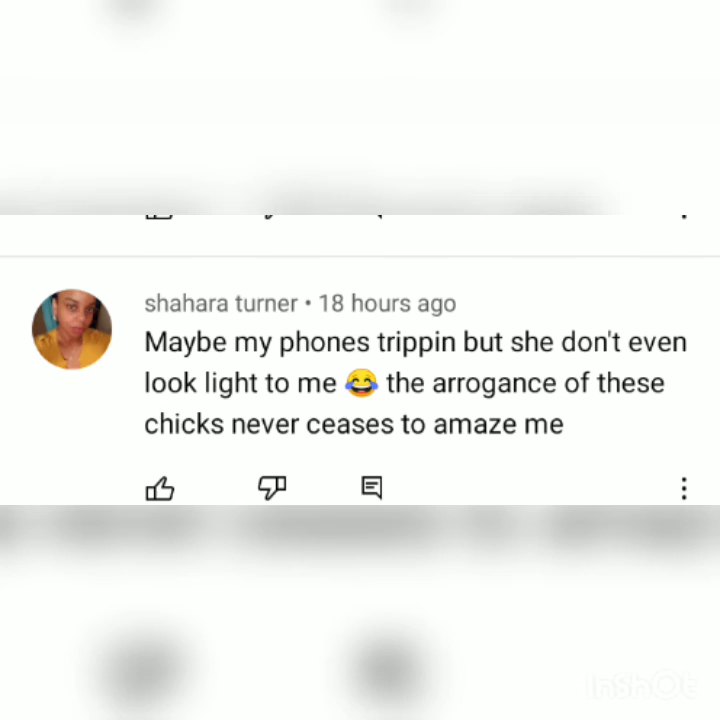 shahara turner • 18 hours ago
Maybe my phones trippin but she don't even
look light to me 😂 the arrogance of these
chicks never ceases to amaze me
InShOt